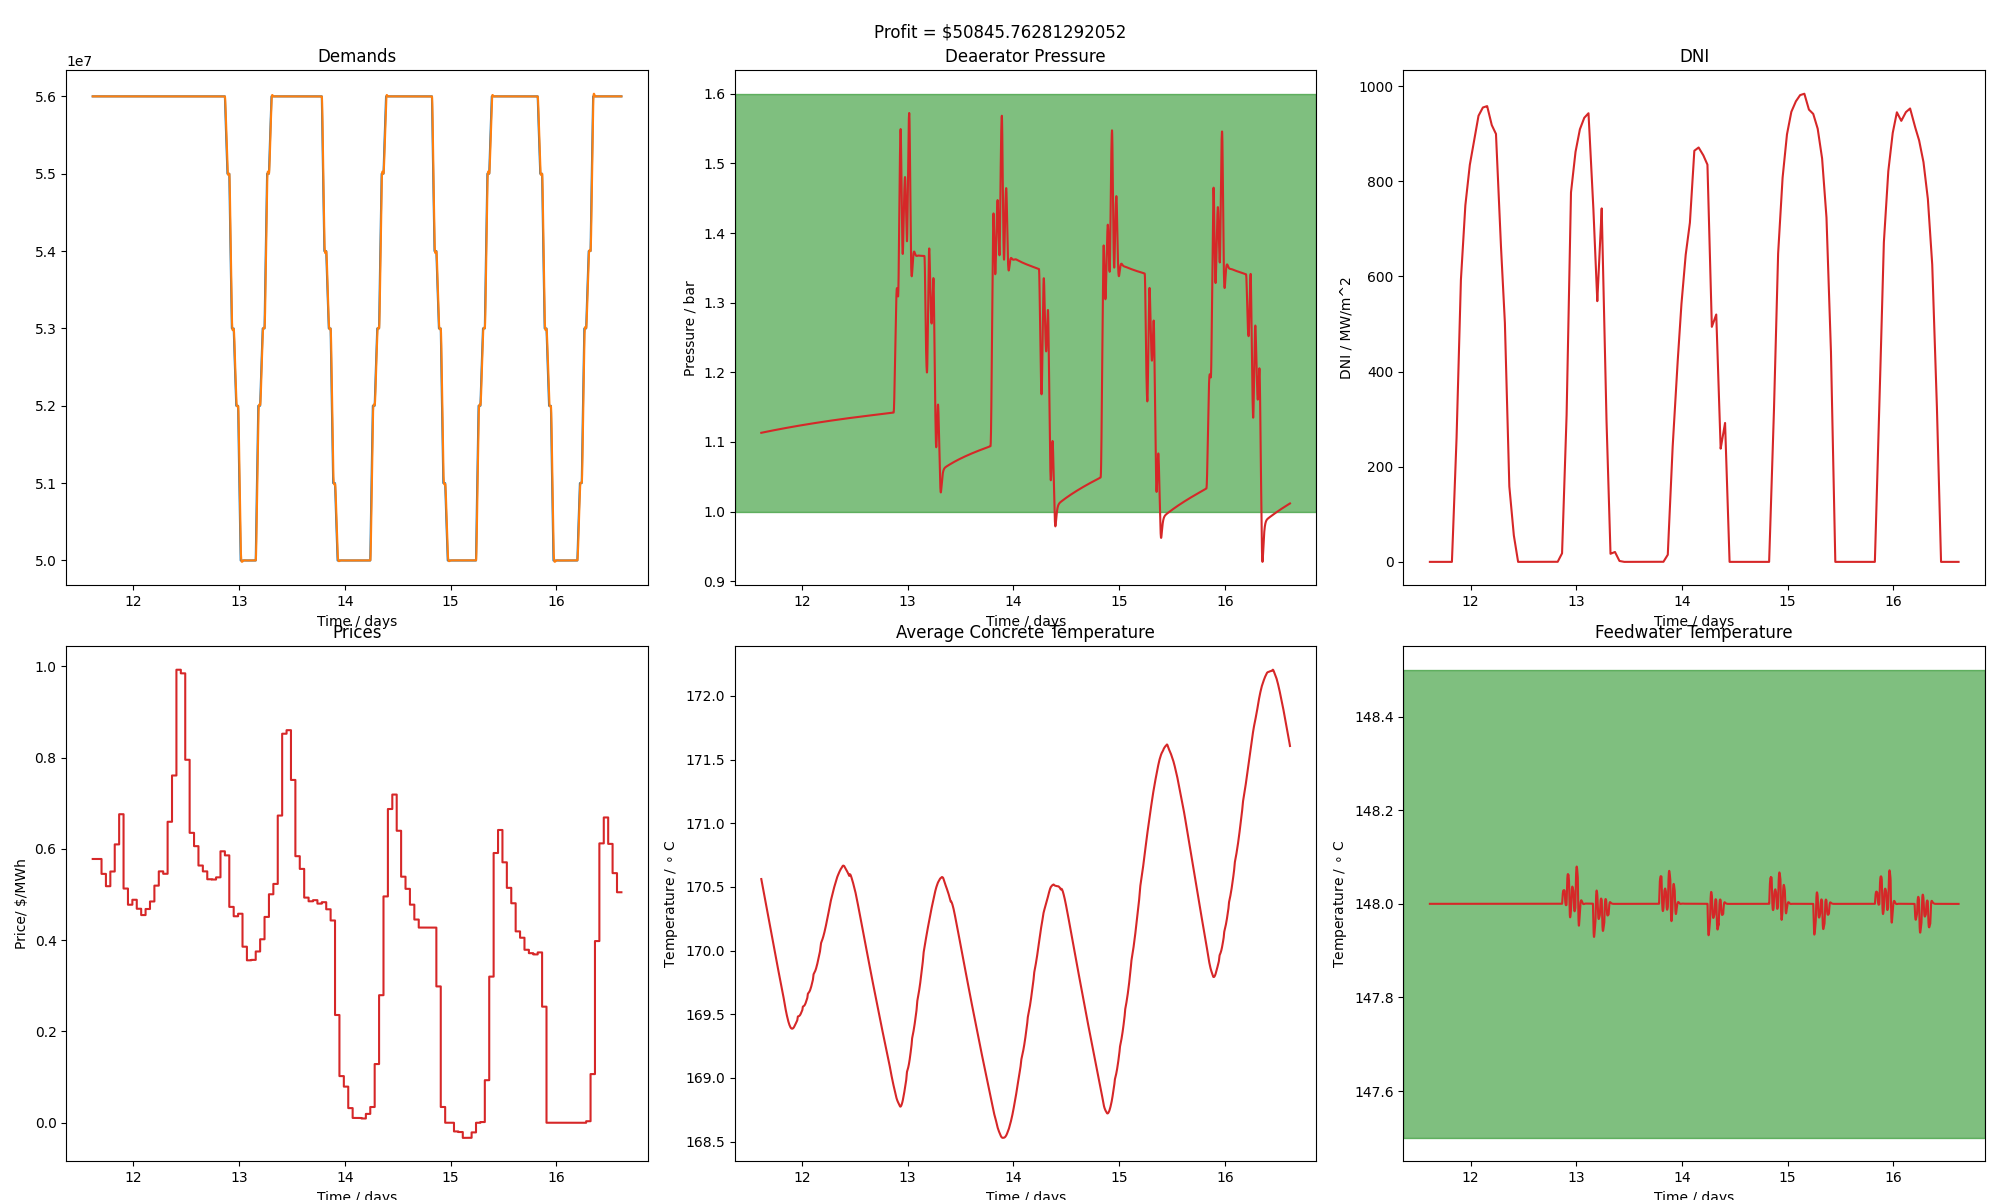 Profit = $50845.76281292052
Demands
1e7
5.6
5.5
5.4
5.3
5.2
5.1
5.0
12 13 14 15 16
Time / days
Deaerator Pressure
Pressure / bar
1.6
1.5
1.4
1.3
1.2
1.1
1.0
0.9
12 13 14 15 16
Time / days
DNI
DNI / MW/m^2
1000
800
600
400
200
0
12 13 14 15 16
Time / days
Prices
Price/ $/MWh
1.0
0.8
0.6
0.4
0.2
0.0
12 13 14 15 16
Time / days
Average Concrete Temperature
Temperature / ∘ C
172.0
171.5
171.0
170.5
170.0
169.5
169.0
168.5
12 13 14 15 16
Time / days
Feedwater Temperature
Temperature / ∘ C
148.4
148.2
148.0
147.8
147.6
12 13 14 15 16
Time / days